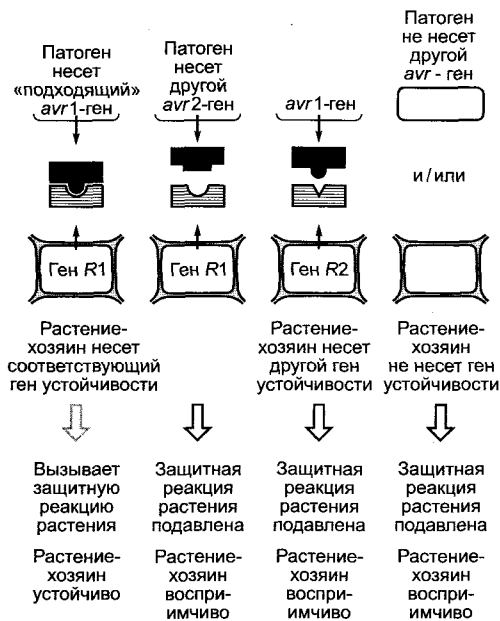 Патоген
несет
«подходящий»
avr1-ген
Патоген
несет
другой
avr2-ген
avr1-ген
Патоген
не несет
другой
avr - ген
и/или
Ген R1
Ген R1
Ген R2
Растение-
хозяин несет
соответствующий
ген устойчивости
Растение-
хозяин несет
другой ген
устойчивости
Растение-
хозяин
не несет ген
устойчивости
Вызывает
защитную
реакцию
растения
Защитная
реакция
растения
подавлена
Защитная
реакция
растения
подавлена
Защитная
реакция
растения
подавлена
Растение-
хозяин
устойчиво
Растение-
хозяин
воспри-
имчиво
Растение-
хозяин
воспри-
имчиво
Растение-
хозяин
воспри-
имчиво